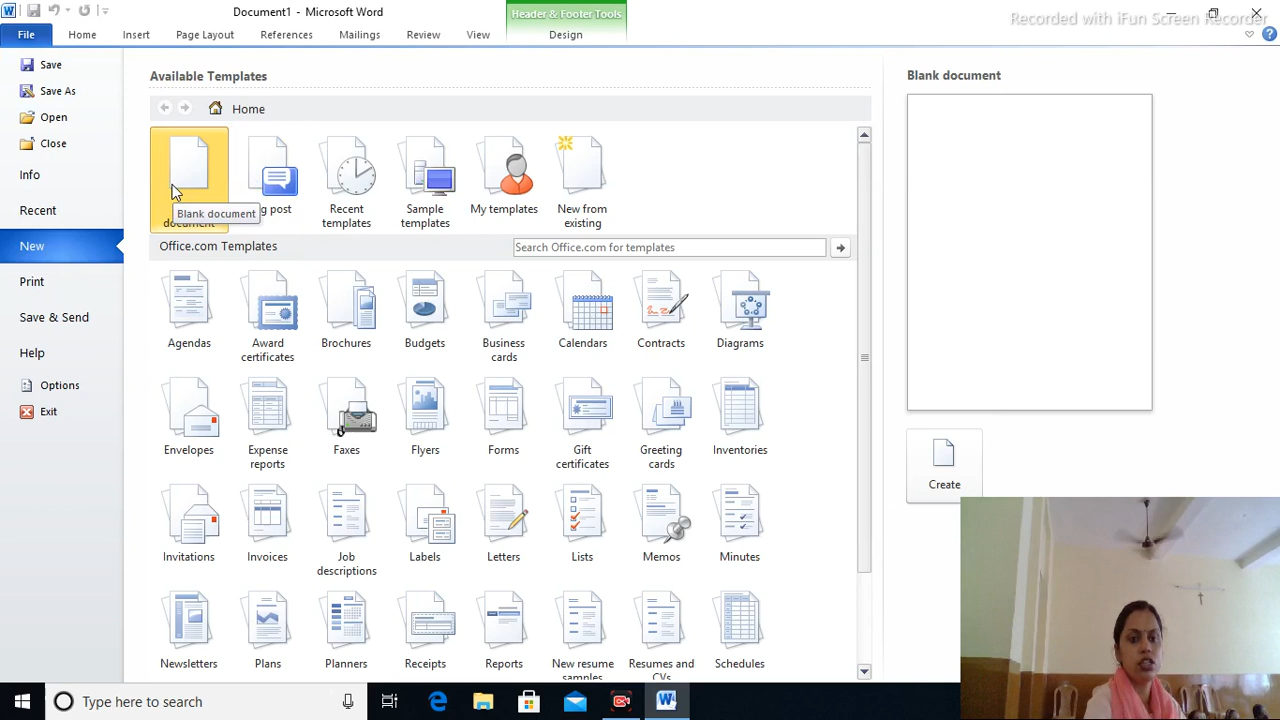 Document1 - Microsoft Word
Header & Footer Tools
Recorded with iFun Screen Recorder
File Home Insert Page Layout References Mailings Review View Design
Save
Save As
Open
Close
Info
Recent
New
Print
Save & Send
Help
Options
Exit
Available Templates
Home
document
Blank document
g post
Recent templates
Sample templates
My templates
New from existing
Office.com Templates
Search Office.com for templates
Agendas
Award certificates
Brochures
Budgets
Business cards
Calendars
Contracts
Diagrams
Envelopes
Expense reports
Faxes
Flyers
Forms
Gift certificates
Greeting cards
Inventories
Invitations
Invoices
Job descriptions
Labels
Letters
Lists
Memos
Minutes
Newsletters
Plans
Planners
Receipts
Reports
New resume samples
Resumes and CVs
Schedules
Blank document
Create
Type here to search